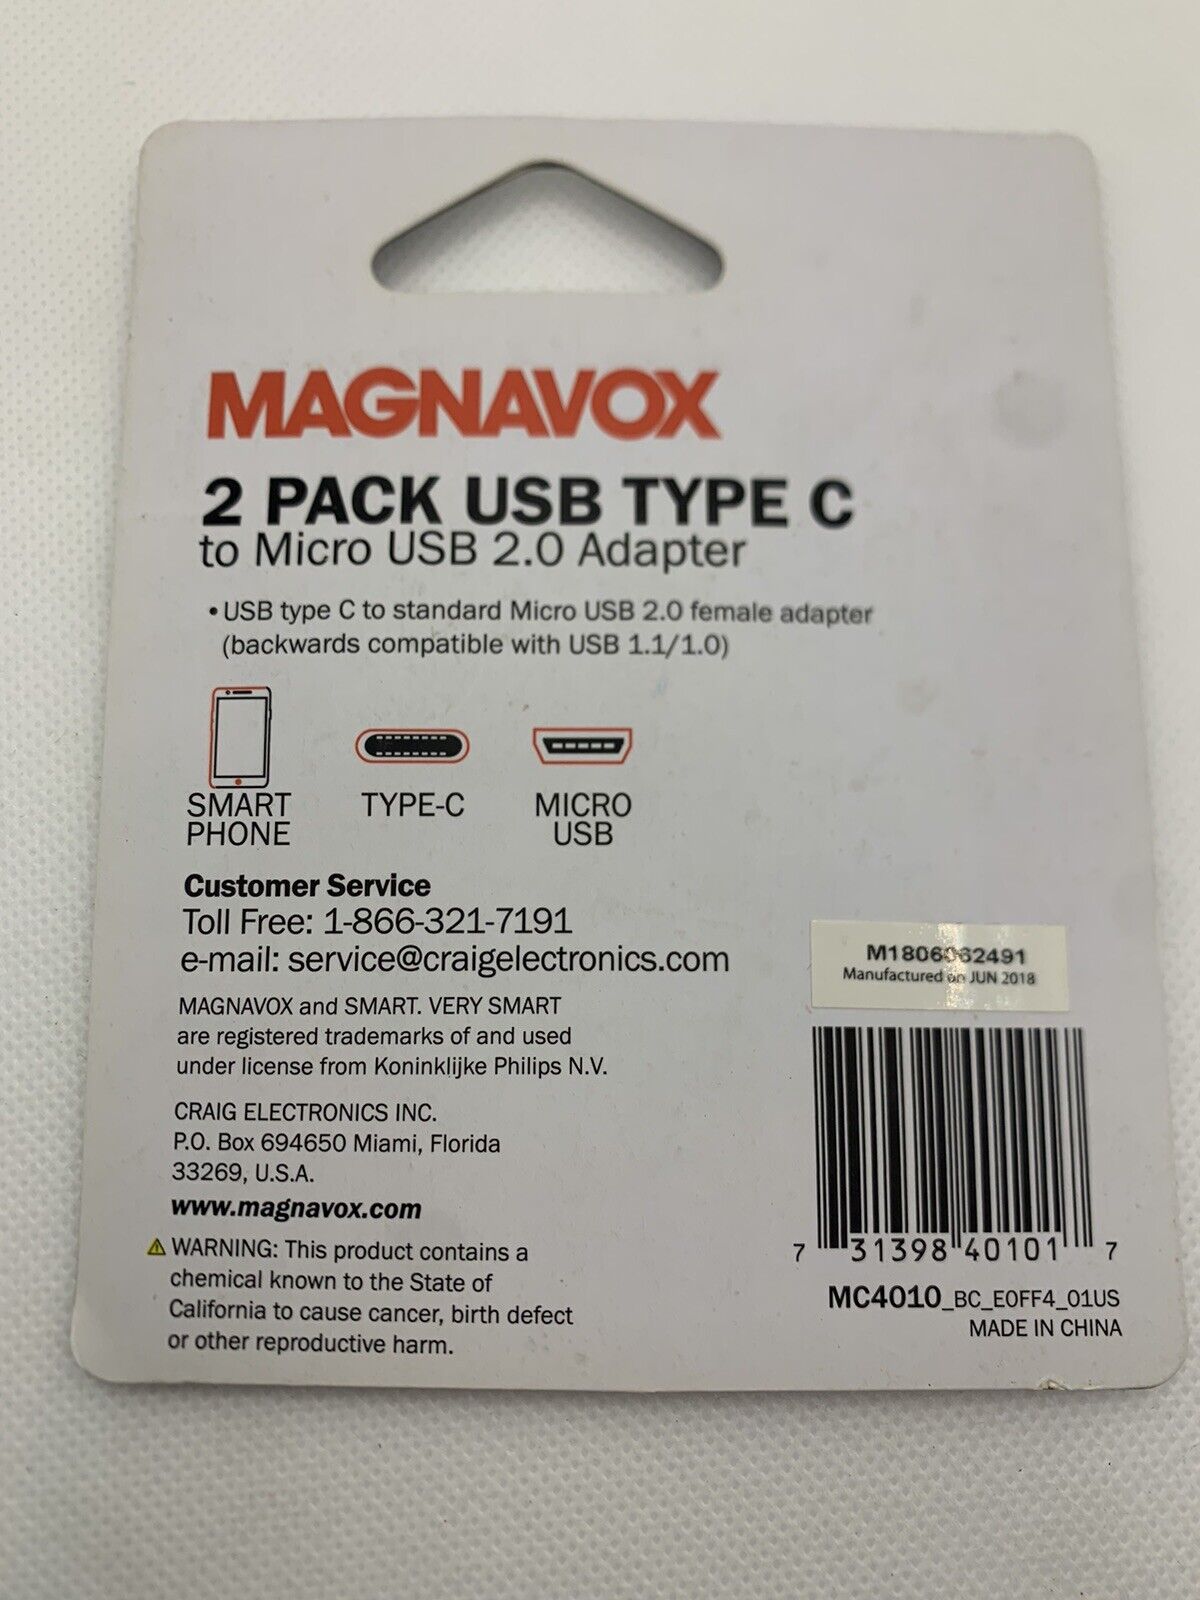 MAGNAVOX
2 PACK USB TYPE C
to Micro USB 2.0 Adapter
• USB type C to standard Micro USB 2.0 female adapter
(backwards compatible with USB 1.1/1.0)
SMART
PHONE
TYPE-C
MICRO
USB
Customer Service
Toll Free: 1-866-321-7191
e-mail: service@craigelectronics.com
MAGNAVOX and SMART. VERY SMART
are registered trademarks of and used
under license from Koninklijke Philips N.V.
CRAIG ELECTRONICS INC.
P.O. Box 694650 Miami, Florida
33269, U.S.A.
www.magnavox.com
⚠ WARNING: This product contains a
chemical known to the State of
California to cause cancer, birth defect
or other reproductive harm.
M1806062491
Manufactured on JUN 2018
7 31398 40101 7
MC4010_BC_E0FF4_01US
MADE IN CHINA